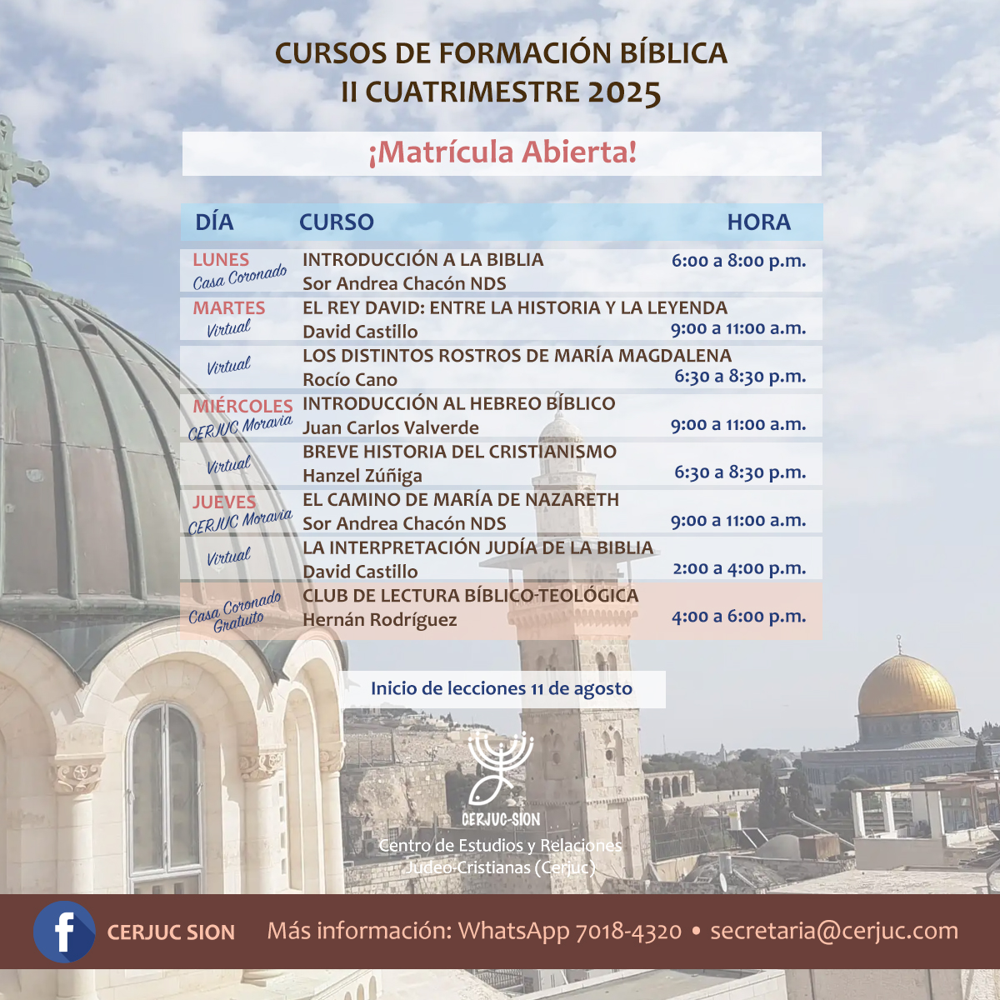 CURSOS DE FORMACIÓN BÍBLICA
II CUATRIMESTRE 2025
¡Matrícula Abierta!
DÍA CURSO HORA
LUNES INTRODUCCIÓN A LA BIBLIA 6:00 a 8:00 p.m.
Casa Coronado Sor Andrea Chacón NDS
MARTES EL REY DAVID: ENTRE LA HISTORIA Y LA LEYENDA
Virtual David Castillo 9:00 a 11:00 a.m.
Virtual LOS DISTINTOS ROSTROS DE MARÍA MAGDALENA
Rocío Cano 6:30 a 8:30 p.m.
MIÉRCOLES INTRODUCCIÓN AL HEBREO BÍBLICO
CERJUC Moravia Juan Carlos Valverde 9:00 a 11:00 a.m.
BREVE HISTORIA DEL CRISTIANISMO
Virtual Hanzel Zúñiga 6:30 a 8:30 p.m.
JUEVES EL CAMINO DE MARÍA DE NAZARETH
CERJUC Moravia Sor Andrea Chacón NDS 9:00 a 11:00 a.m.
Virtual LA INTERPRETACIÓN JUDÍA DE LA BIBLIA
David Castillo 2:00 a 4:00 p.m.
Casa Coronado CLUB DE LECTURA BÍBLICO-TEOLÓGICA
Gratuito Hernán Rodríguez 4:00 a 6:00 p.m.
Inicio de lecciones 11 de agosto
CERJUC-SION
Centro de Estudios y Relaciones
Judeo-Cristianas (Cerjuc)
f CERJUC SION Más información: WhatsApp 7018-4320 • secretaria@cerjuc.com